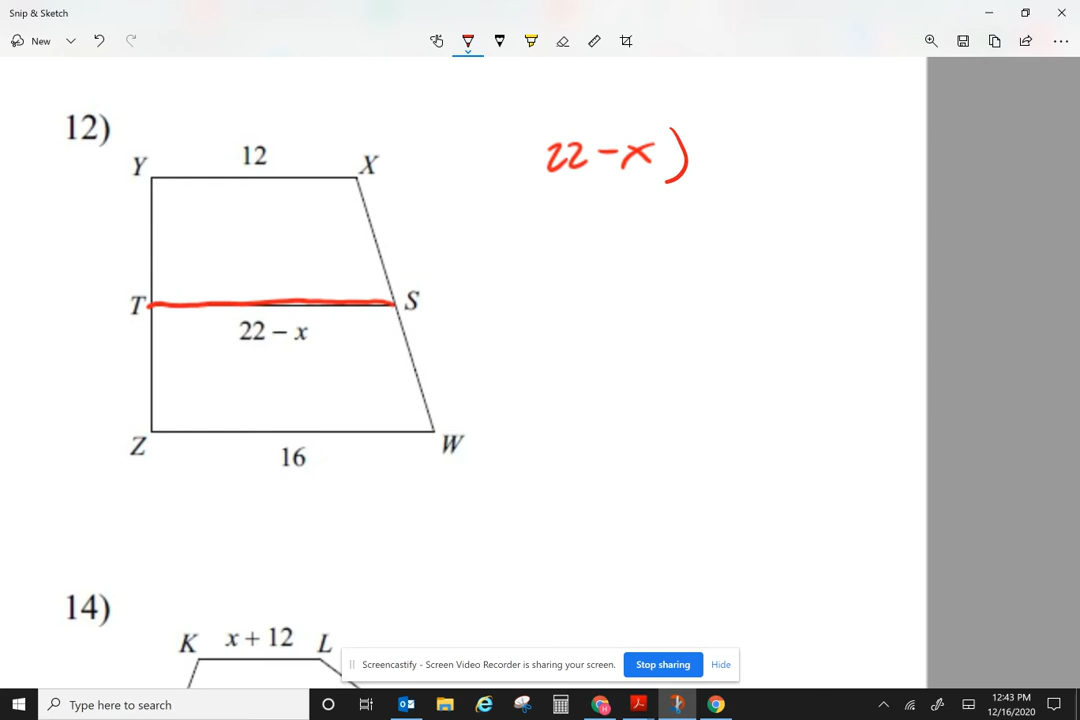 Snip & Sketch
New
12)
22 - x )
12
Y
X
T
S
22 − x
Z
W
16
14)
K x + 12 L
Screencastify - Screen Video Recorder is sharing your screen.
Stop sharing
Hide
Type here to search
12:43 PM
12/16/2020